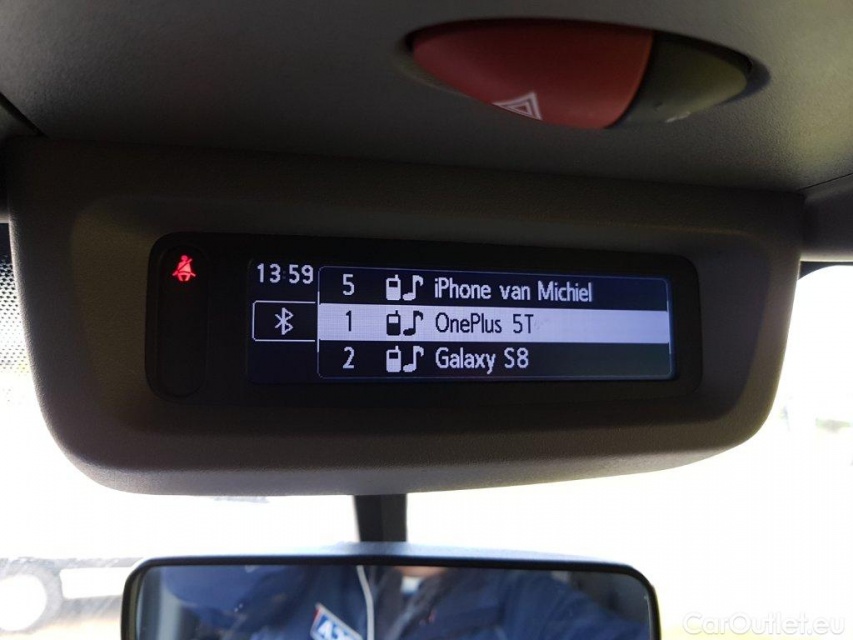 13:59
5 iPhone van Michiel
1 OnePlus 5T
2 Galaxy S8
CarOutlet.eu